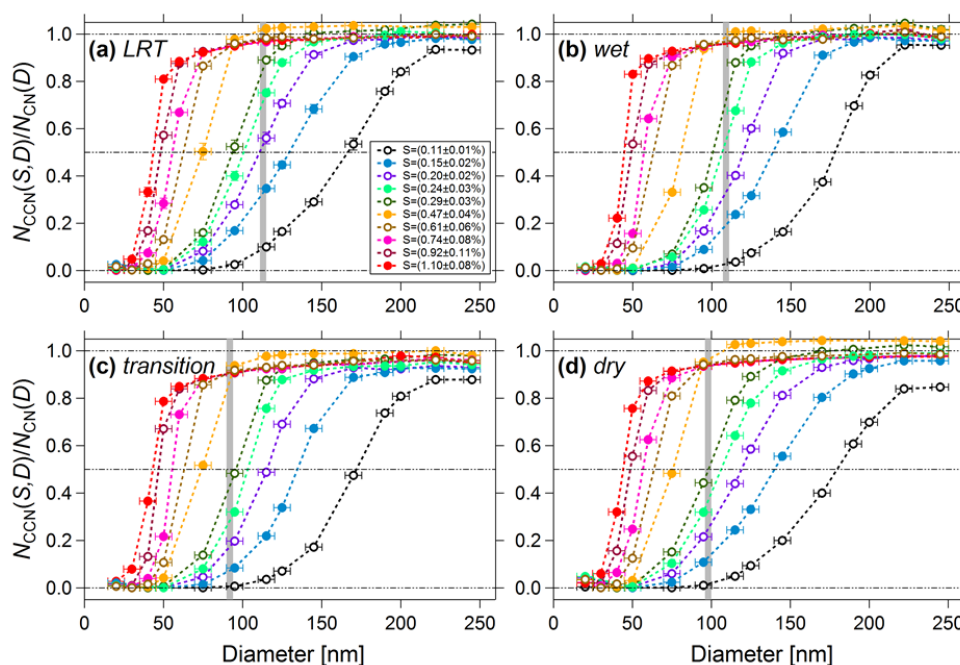 N_CCN(S,D)/N_CN(D)
1.0
0.8
0.6
0.4
0.2
0.0
(a) LRT
S=(0.11±0.01%)
S=(0.15±0.02%)
S=(0.20±0.02%)
S=(0.24±0.03%)
S=(0.29±0.03%)
S=(0.47±0.04%)
S=(0.61±0.06%)
S=(0.74±0.08%)
S=(0.92±0.11%)
S=(1.10±0.08%)
0 50 100 150 200 250
1.0
0.8
0.6
0.4
0.2
0.0
(b) wet
0 50 100 150 200 250
N_CCN(S,D)/N_CN(D)
1.0
0.8
0.6
0.4
0.2
0.0
(c) transition
0 50 100 150 200 250
Diameter [nm]
1.0
0.8
0.6
0.4
0.2
0.0
(d) dry
0 50 100 150 200 250
Diameter [nm]